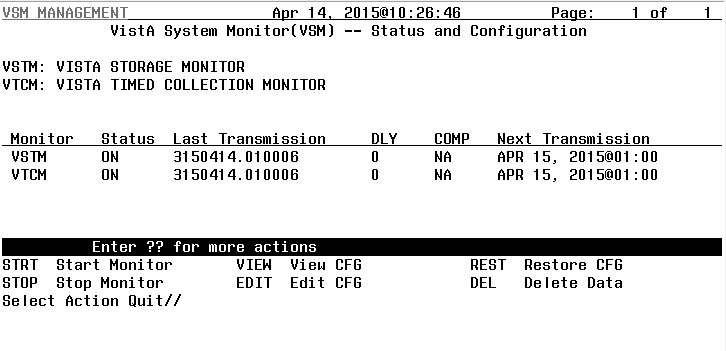 VSM MANAGEMENT Apr 14, 2015@10:26:46 Page: 1 of 1
VistA System Monitor(VSM) -- Status and Configuration
VSTM: VISTA STORAGE MONITOR
VTCM: VISTA TIMED COLLECTION MONITOR
Monitor Status Last Transmission DLY COMP Next Transmission
VSTM ON 3150414.010006 0 NA APR 15, 2015@01:00
VTCM ON 3150414.010006 0 NA APR 15, 2015@01:00
Enter ?? for more actions
STRT Start Monitor VIEW View CFG REST Restore CFG
STOP Stop Monitor EDIT Edit CFG DEL Delete Data
Select Action Quit//